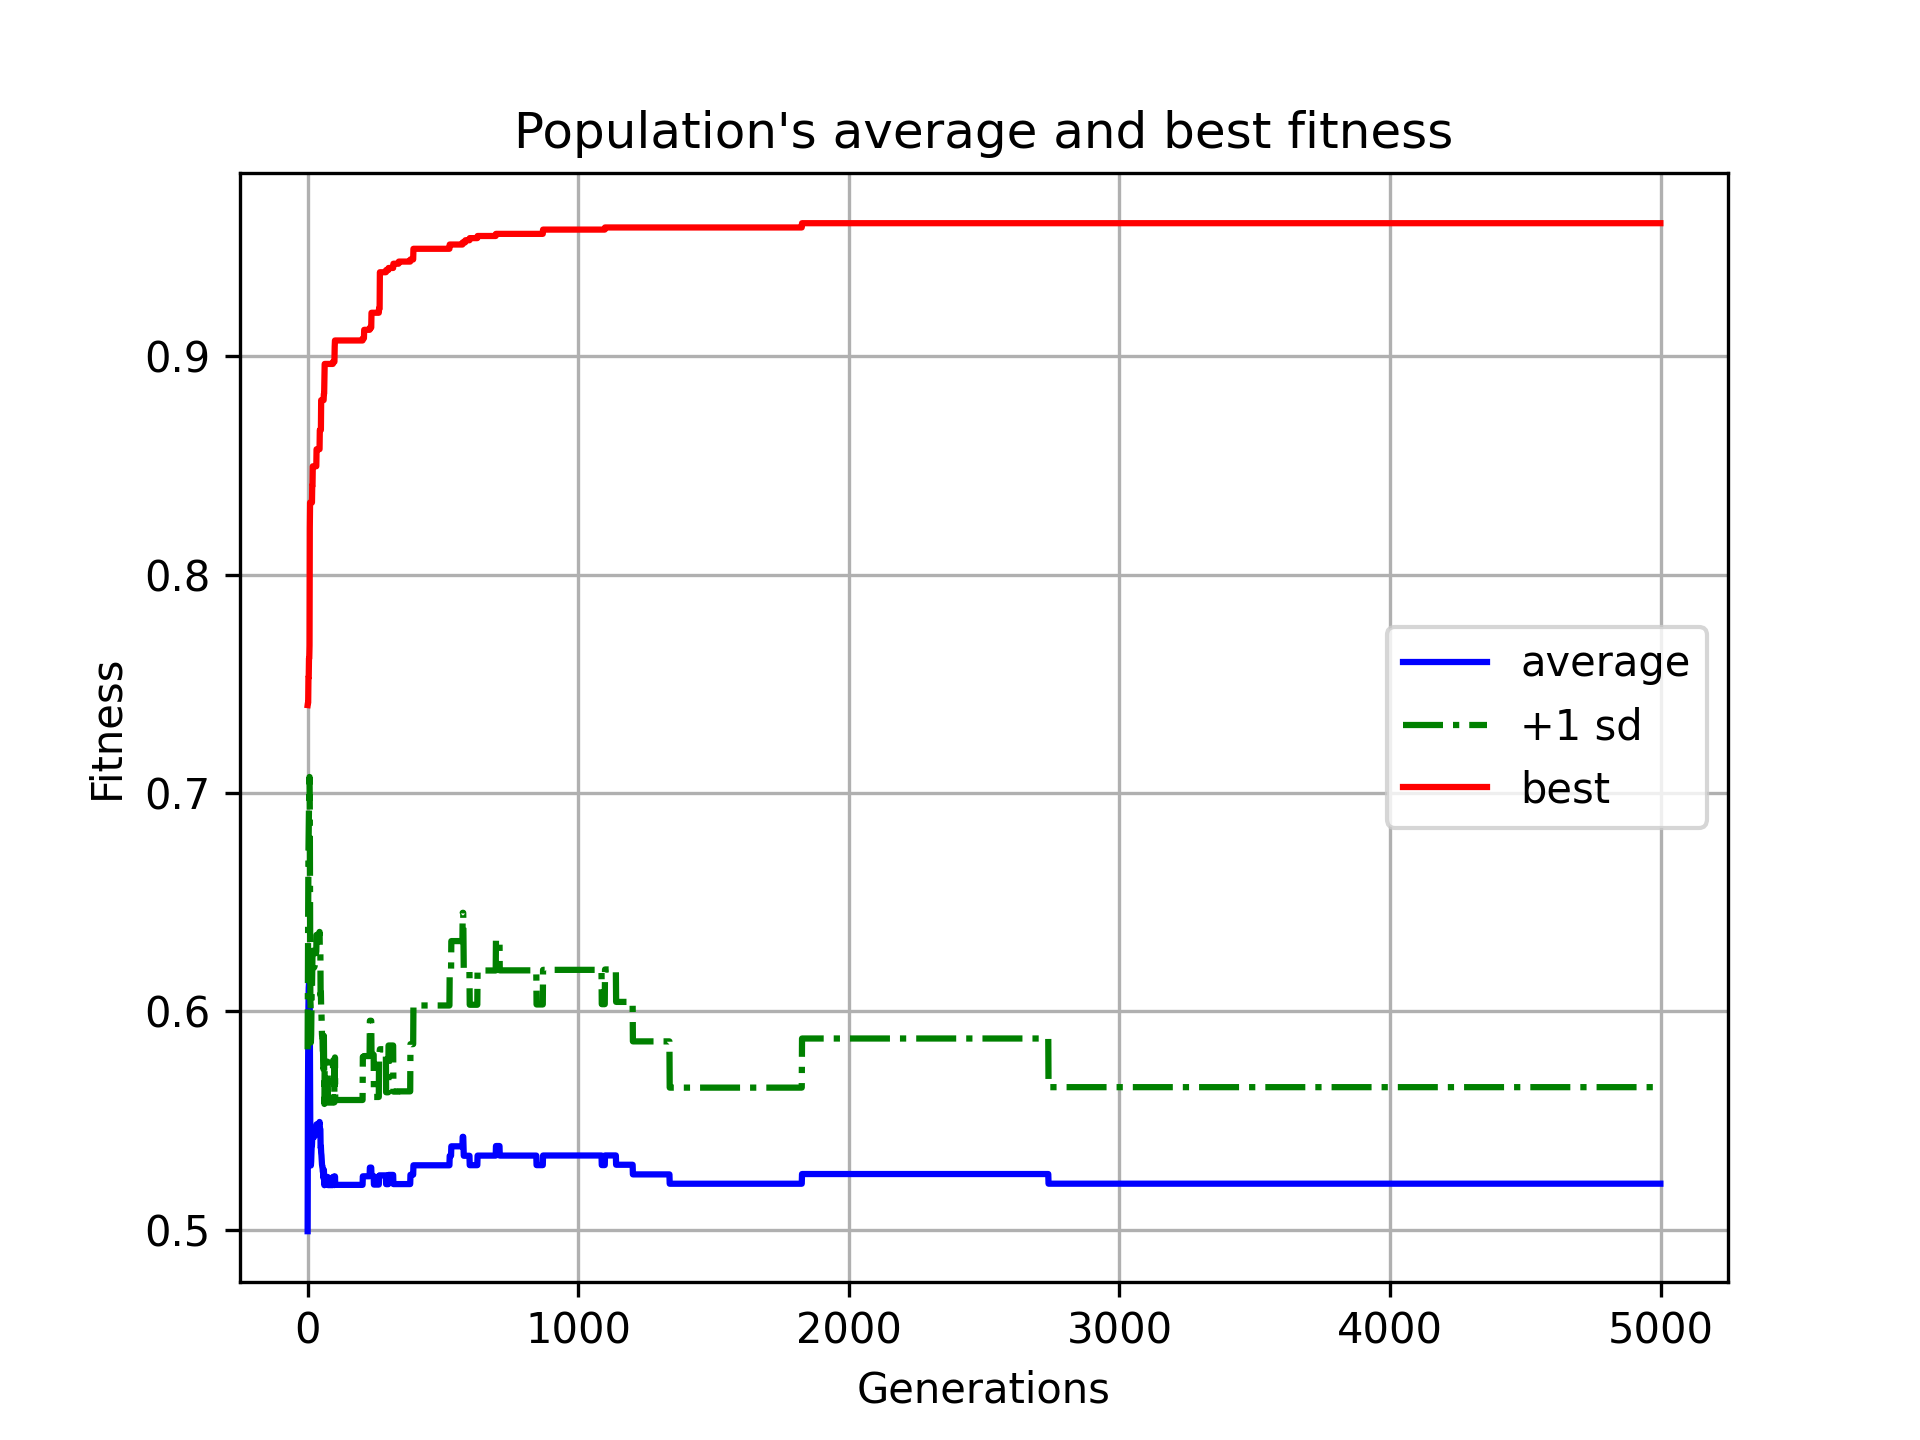 Population's average and best fitness
Fitness
0.9
0.8
0.7
0.6
0.5
average
+1 sd
best
0 1000 2000 3000 4000 5000
Generations